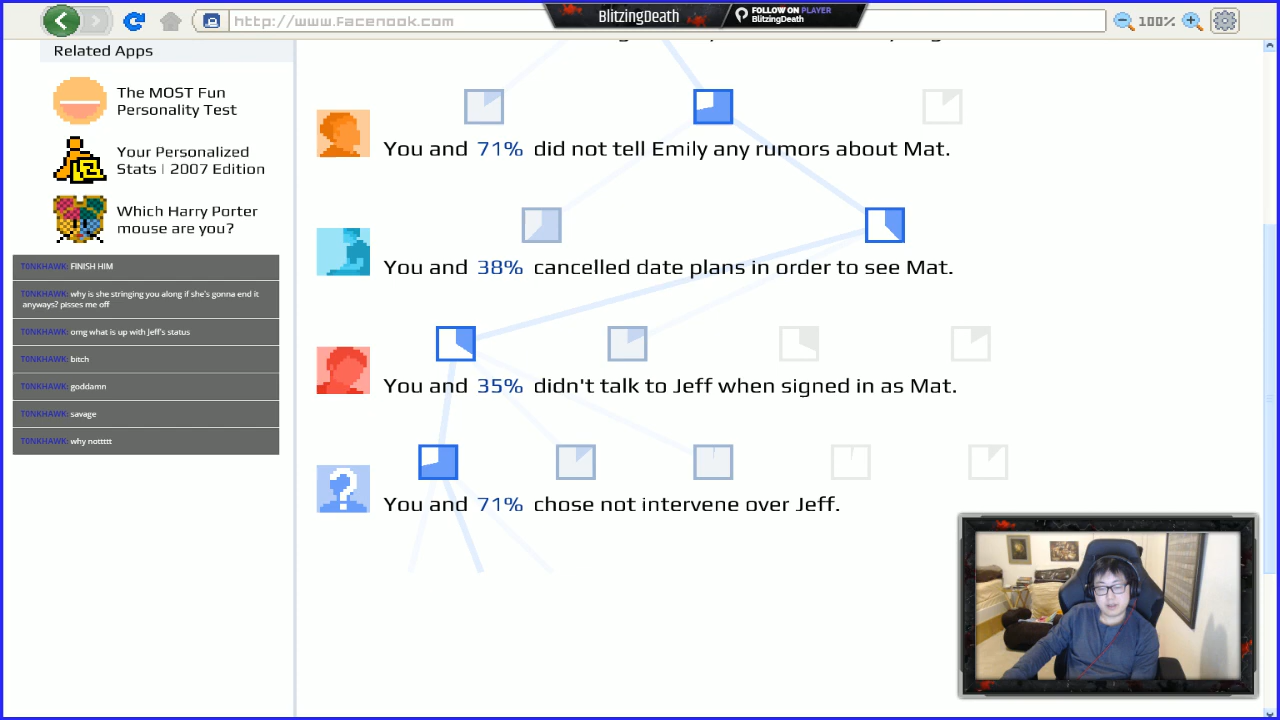 http://www.Facenook.com
BlitzingDeath
FOLLOW ON PLAYER
BlitzingDeath
100%
Related Apps
The MOST Fun
Personality Test
Your Personalized
Stats | 2007 Edition
Which Harry Porter
mouse are you?
T0NKHAWK: FINISH HIM
T0NKHAWK: why is she stringing you along if she's gonna end it
anyways? pisses me off
T0NKHAWK: omg what is up with Jeff's status
T0NKHAWK: bitch
T0NKHAWK: goddamn
T0NKHAWK: savage
T0NKHAWK: why nottttt
You and 71% did not tell Emily any rumors about Mat.
You and 38% cancelled date plans in order to see Mat.
You and 35% didn't talk to Jeff when signed in as Mat.
You and 71% chose not intervene over Jeff.